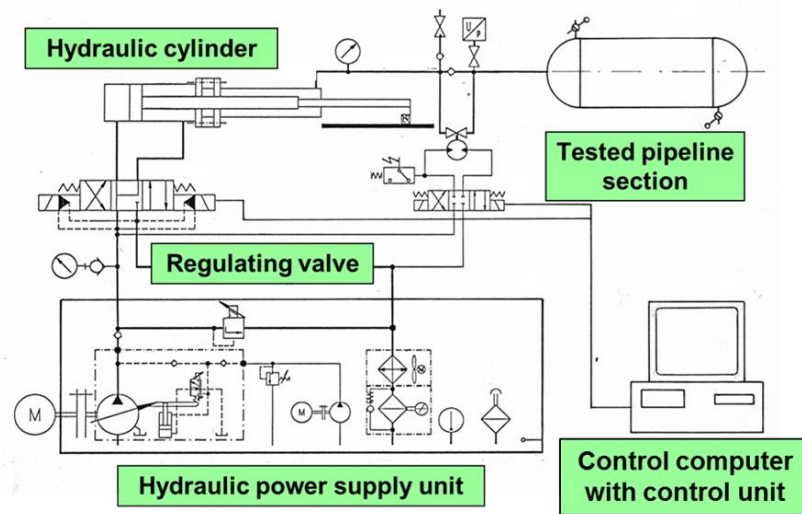 Hydraulic cylinder
U
p
Tested pipeline
section
Regulating valve
M
M
Hydraulic power supply unit
Control computer
with control unit